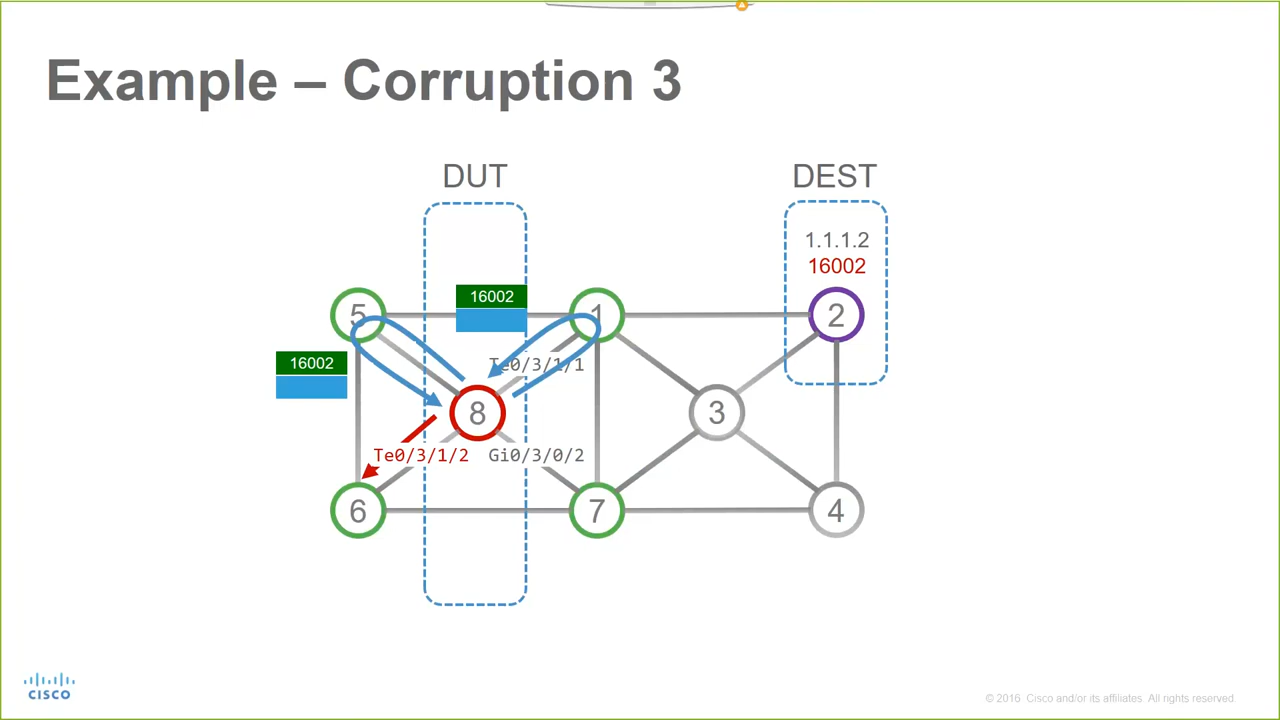 Example – Corruption 3
DUT
DEST
1.1.1.2
16002
16002
5
1
2
16002
Te0/3/1/1
8
3
Te0/3/1/2
Gi0/3/0/2
6
7
4
CISCO
© 2016 Cisco and/or its affiliates. All rights reserved.